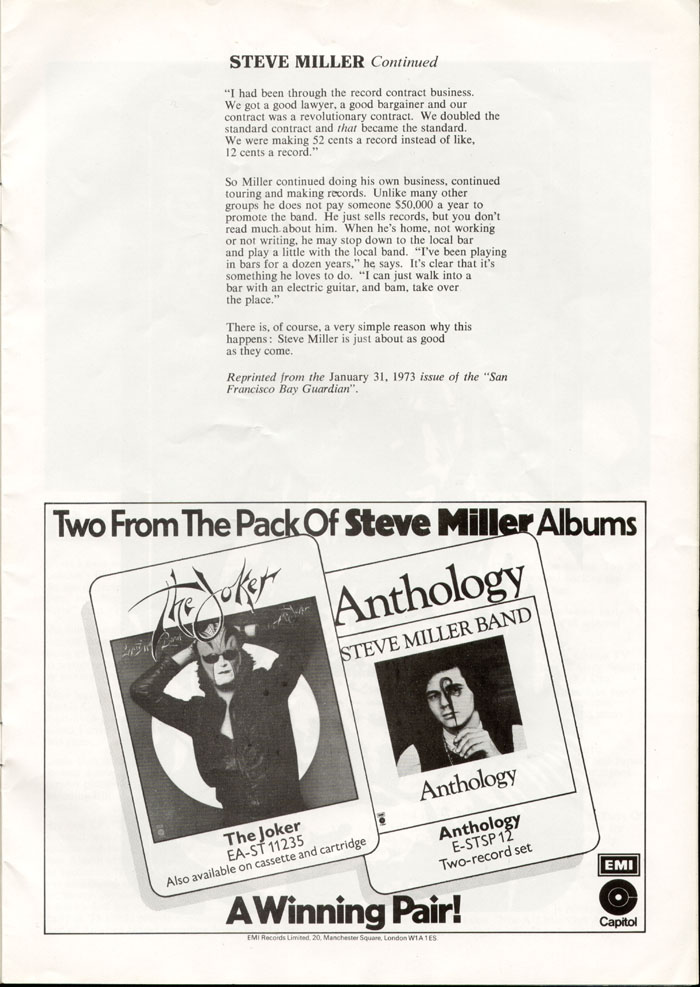 STEVE MILLER Continued
"I had been through the record contract business.
We got a good lawyer, a good bargainer and our
contract was a revolutionary contract. We doubled the
standard contract and that became the standard.
We were making 52 cents a record instead of like,
12 cents a record."
So Miller continued doing his own business, continued
touring and making records. Unlike many other
groups he does not pay someone $50,000 a year to
promote the band. He just sells records, but you don't
read much about him. When he's home, not working
or not writing, he may stop down to the local bar
and play a little with the local band. "I've been playing
in bars for a dozen years," he says. It's clear that it's
something he loves to do. "I can just walk into a
bar with an electric guitar, and bam, take over
the place."
There is, of course, a very simple reason why this
happens: Steve Miller is just about as good
as they come.
Reprinted from the January 31, 1973 issue of the "San
Francisco Bay Guardian".
Two From The Pack Of Steve Miller Albums
The Joker
The Joker
EA-ST 11235
Also available on cassette and cartridge
Anthology
STEVE MILLER BAND
Anthology
Anthology
E-STSP 12
Two-record set
A Winning Pair!
EMI
Capitol
EMI Records Limited, 20, Manchester Square, London W1A 1ES